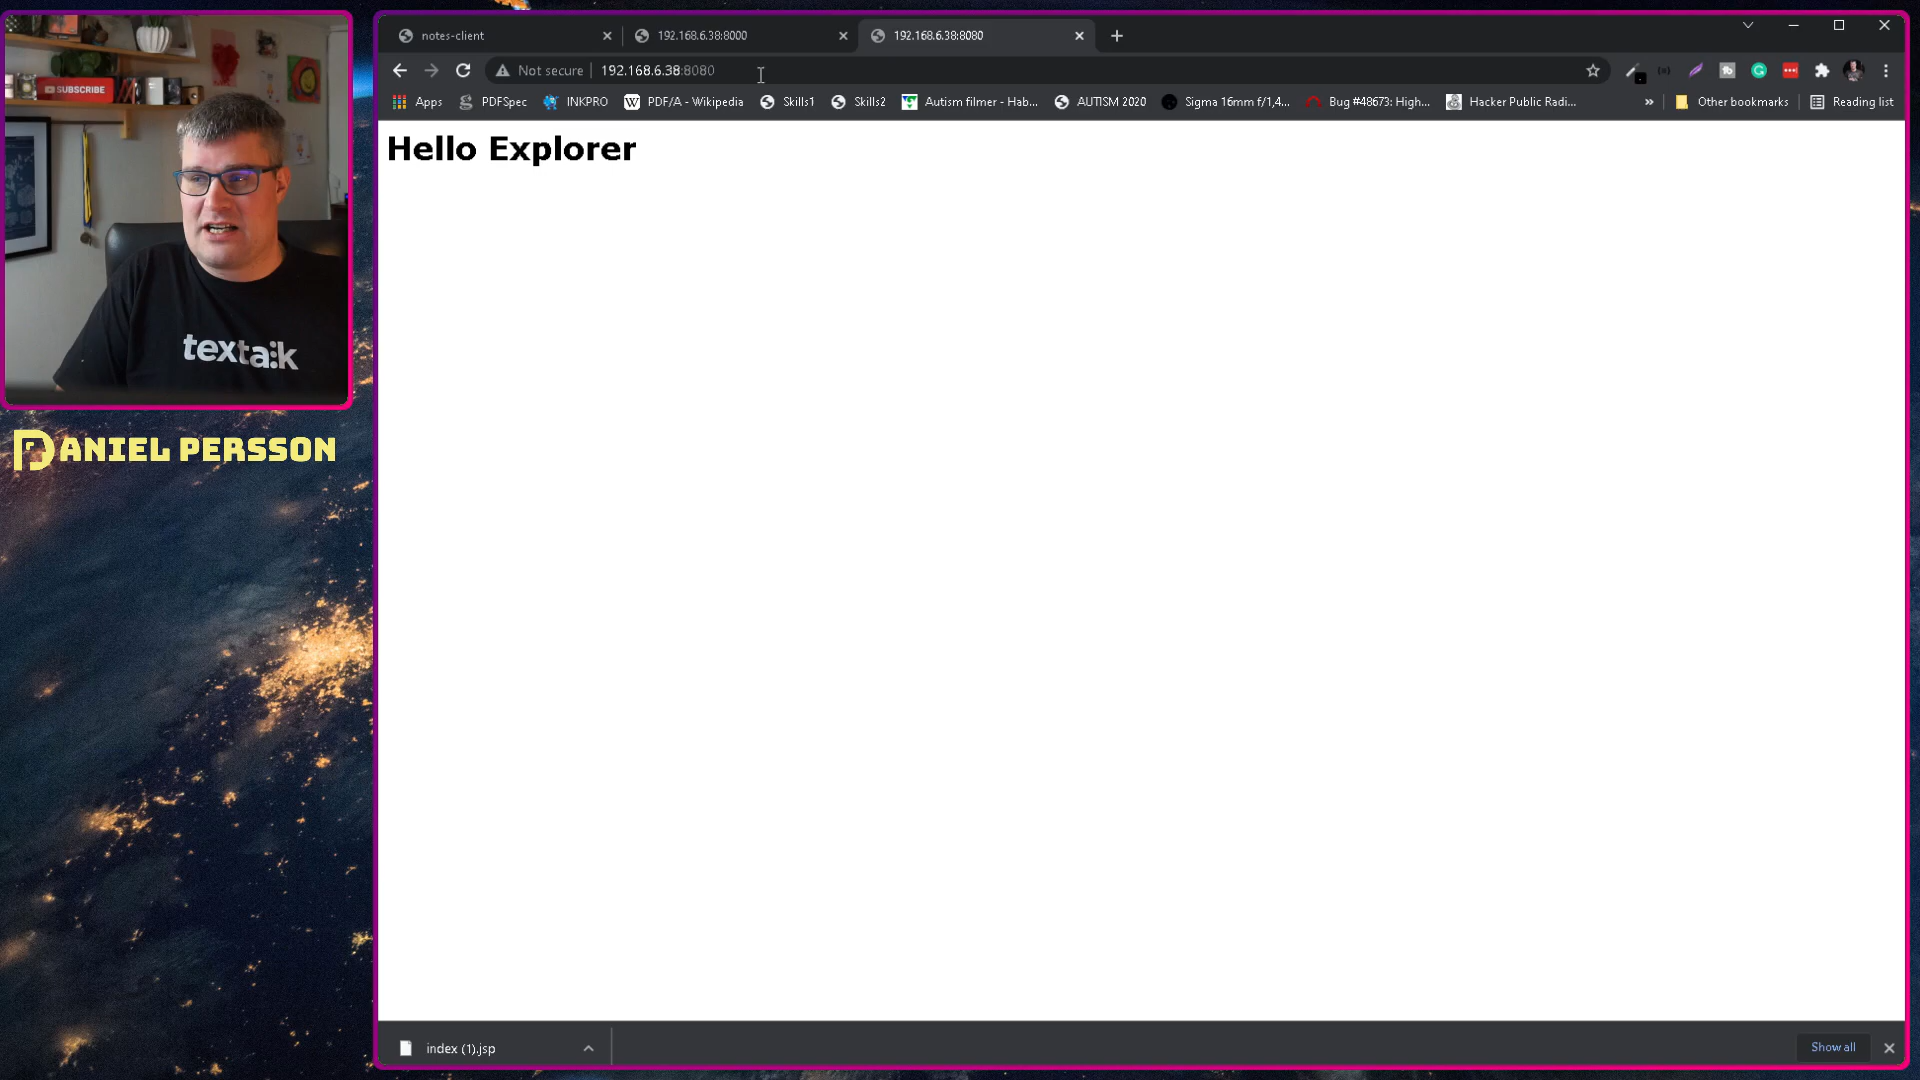 notes-client
192.168.6.38:8000
192.168.6.38:8080
Not secure
192.168.6.38:8080
Apps
PDFSpec
INKPRO
PDF/A - Wikipedia
Skills1
Skills2
Autism filmer - Hab...
AUTISM 2020
Sigma 16mm f/1,4...
Bug #48673: High...
Hacker Public Radi...
»
Other bookmarks
Reading list
Hello Explorer
SUBSCRIBE
textalk
DANIEL PERSSON
index (1).jsp
Show all